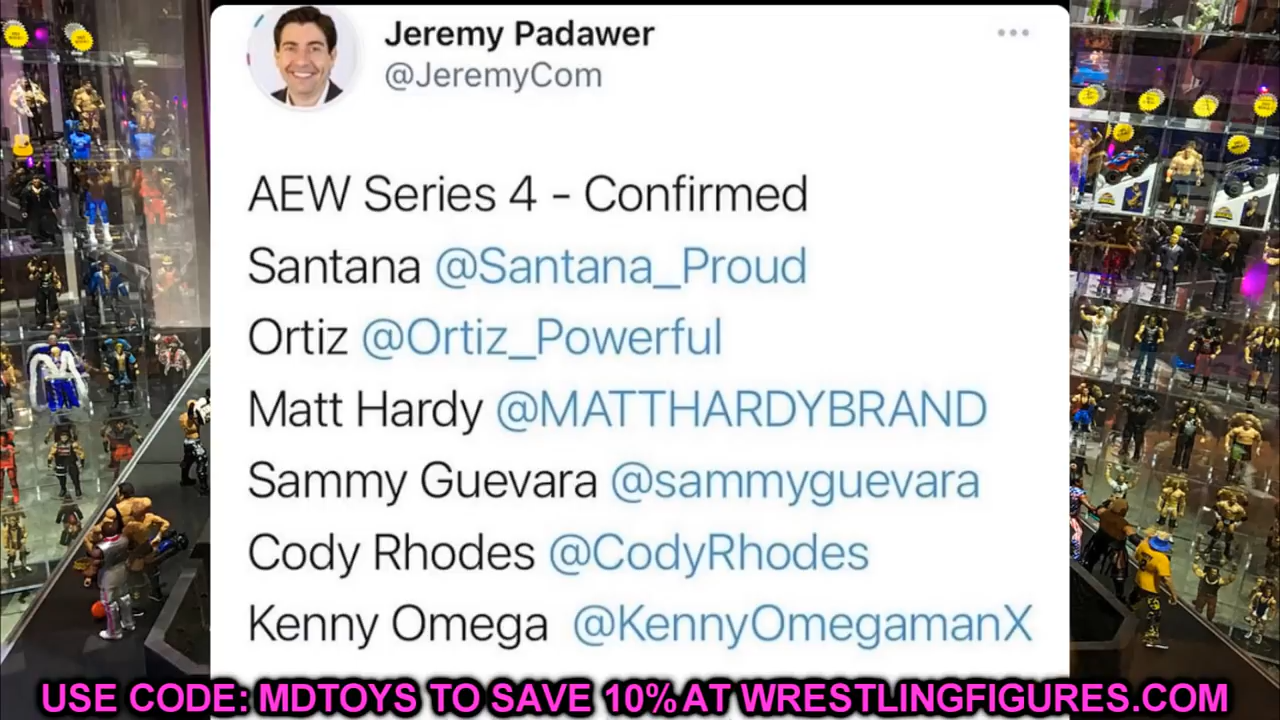 Jeremy Padawer
@JeremyCom
AEW Series 4 - Confirmed
Santana @Santana_Proud
Ortiz @Ortiz_Powerful
Matt Hardy @MATTHARDYBRAND
Sammy Guevara @sammyguevara
Cody Rhodes @CodyRhodes
Kenny Omega @KennyOmegamanX
USE CODE: MDTOYS TO SAVE 10% AT WRESTLINGFIGURES.COM